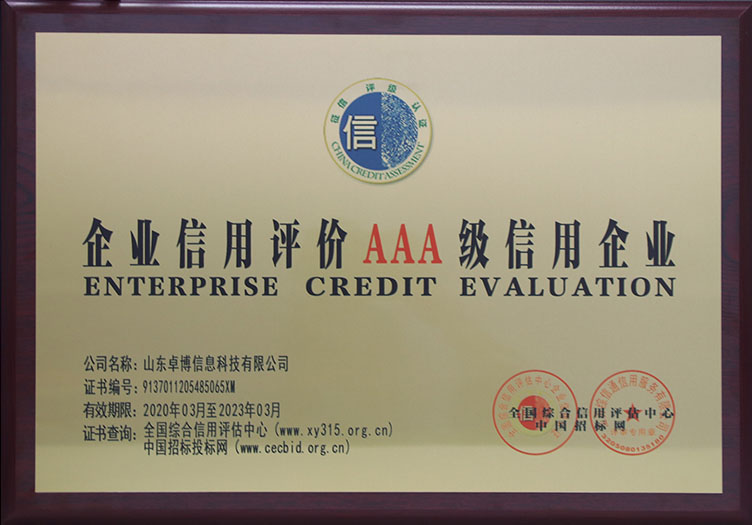 征信 评级 认证
信
CHINA CREDIT ASSESSMENT
企业信用评价AAA级信用企业
ENTERPRISE CREDIT EVALUATION
公司名称：山东卓博信息科技有限公司
证书编号：9137011205485065XM
有效期限：2020年03月至2023年03月
证书查询：全国综合信用评估中心（www.xy315.org.cn）
中国招标投标网（www.cecbid.org.cn）
全国综合信用评估中心
中国招标网
3205080135180